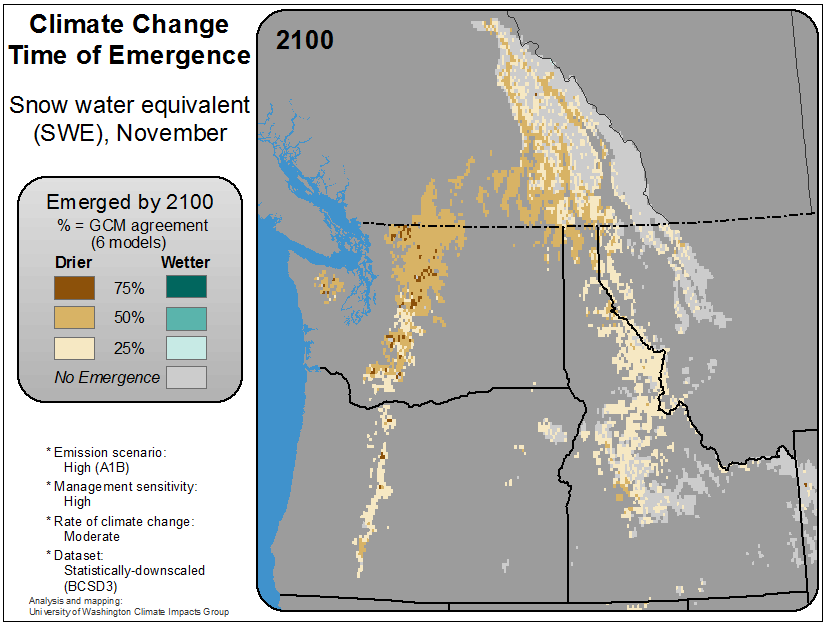 Climate Change
Time of Emergence
Snow water equivalent
(SWE), November
Emerged by 2100
% = GCM agreement
(6 models)
Drier Wetter
75%
50%
25%
No Emergence
* Emission scenario:
High (A1B)
* Management sensitivity:
High
* Rate of climate change:
Moderate
* Dataset:
Statistically-downscaled
(BCSD3)
Analysis and mapping:
University of Washington Climate Impacts Group
2100